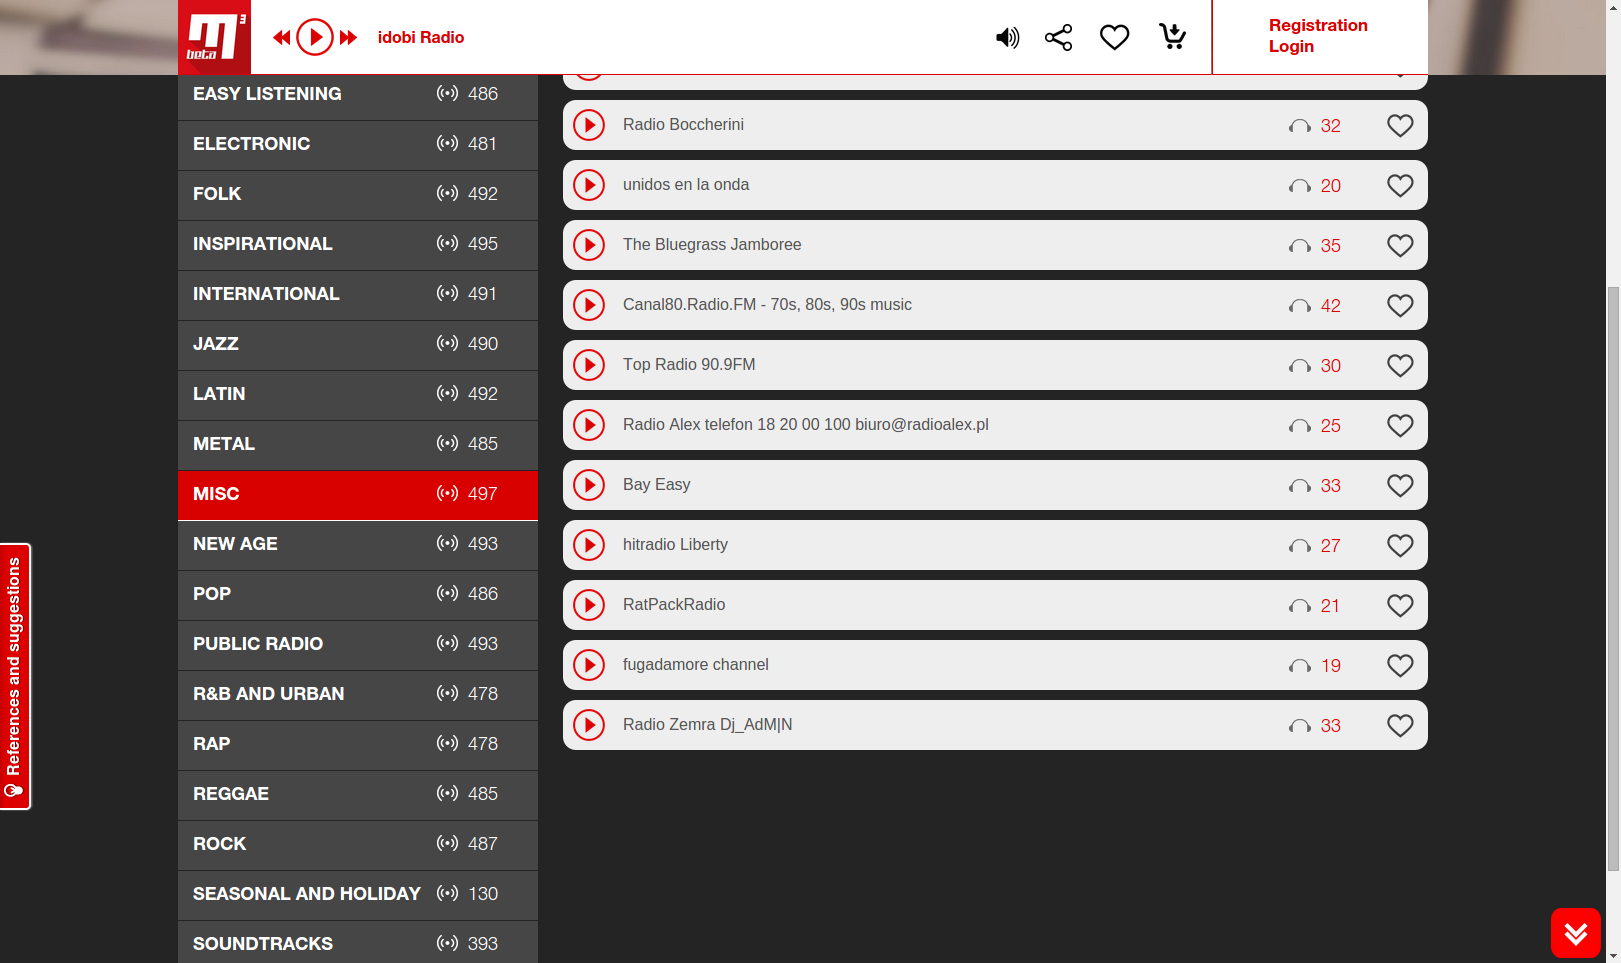 m³
beta
idobi Radio
Registration
Login
EASY LISTENING 486
ELECTRONIC 481
FOLK 492
INSPIRATIONAL 495
INTERNATIONAL 491
JAZZ 490
LATIN 492
METAL 485
MISC 497
NEW AGE 493
POP 486
PUBLIC RADIO 493
R&B AND URBAN 478
RAP 478
REGGAE 485
ROCK 487
SEASONAL AND HOLIDAY 130
SOUNDTRACKS 393
Radio Boccherini 32
unidos en la onda 20
The Bluegrass Jamboree 35
Canal80.Radio.FM - 70s, 80s, 90s music 42
Top Radio 90.9FM 30
Radio Alex telefon 18 20 00 100 biuro@radioalex.pl 25
Bay Easy 33
hitradio Liberty 27
RatPackRadio 21
fugadamore channel 19
Radio Zemra Dj_AdM|N 33
References and suggestions